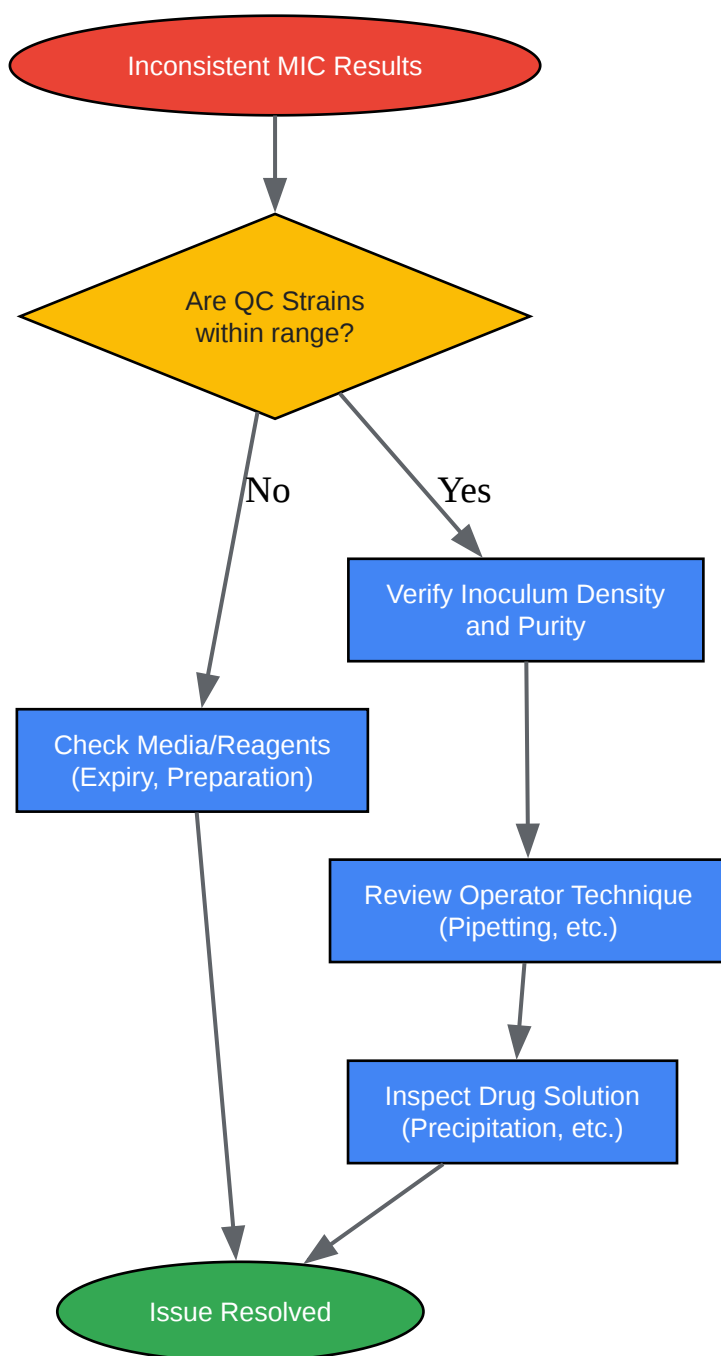 Inconsistent MIC Results
Are QC Strains
within range?
No
Yes
Verify Inoculum Density
and Purity
Check Media/Reagents
(Expiry, Preparation)
Review Operator Technique
(Pipetting, etc.)
Inspect Drug Solution
(Precipitation, etc.)
Issue Resolved